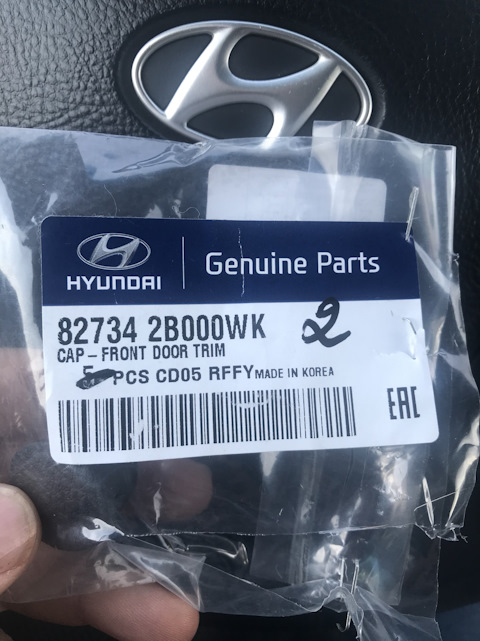 HYUNDAI
Genuine Parts
82734 2B000WK
2
CAP-FRONT DOOR TRIM
PCS CD05 RFFY MADE IN KOREA
EAC